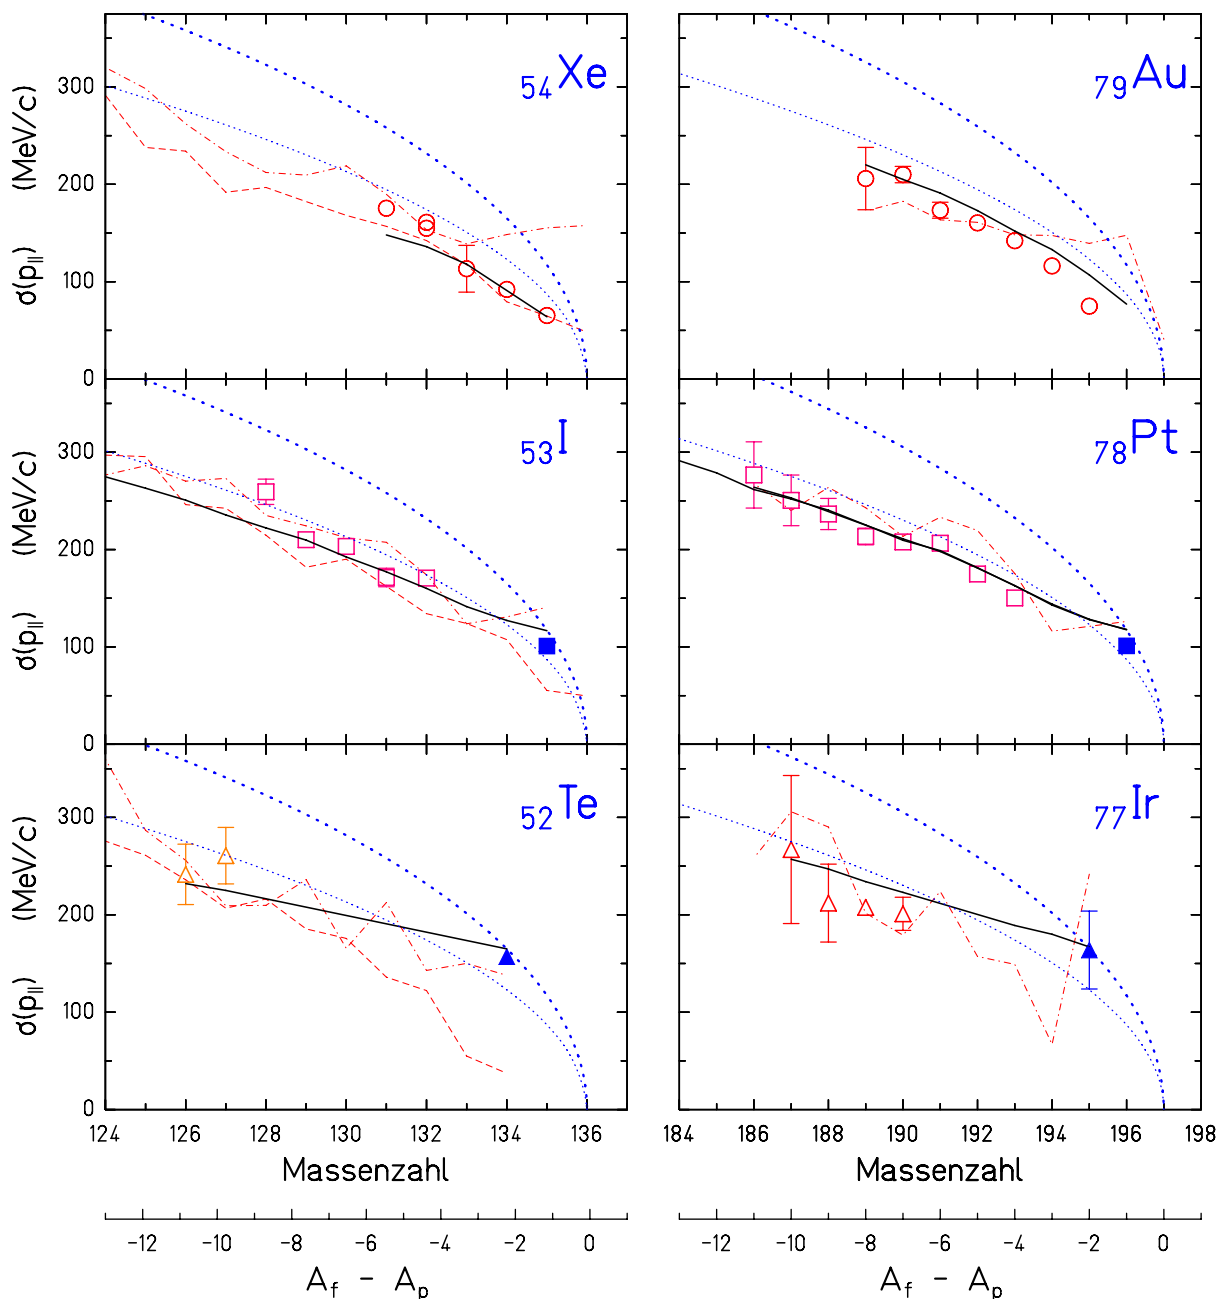 54Xe
79Au
300
200
100
0
σ(p||) (MeV/c)
53I
78Pt
300
200
100
0
σ(p||) (MeV/c)
52Te
77Ir
300
200
100
0
σ(p||) (MeV/c)
124 126 128 130 132 134 136
184 186 188 190 192 194 196 198
Massenzahl
Massenzahl
-12 -10 -8 -6 -4 -2 0
-12 -10 -8 -6 -4 -2 0
Af - Ap
Af - Ap